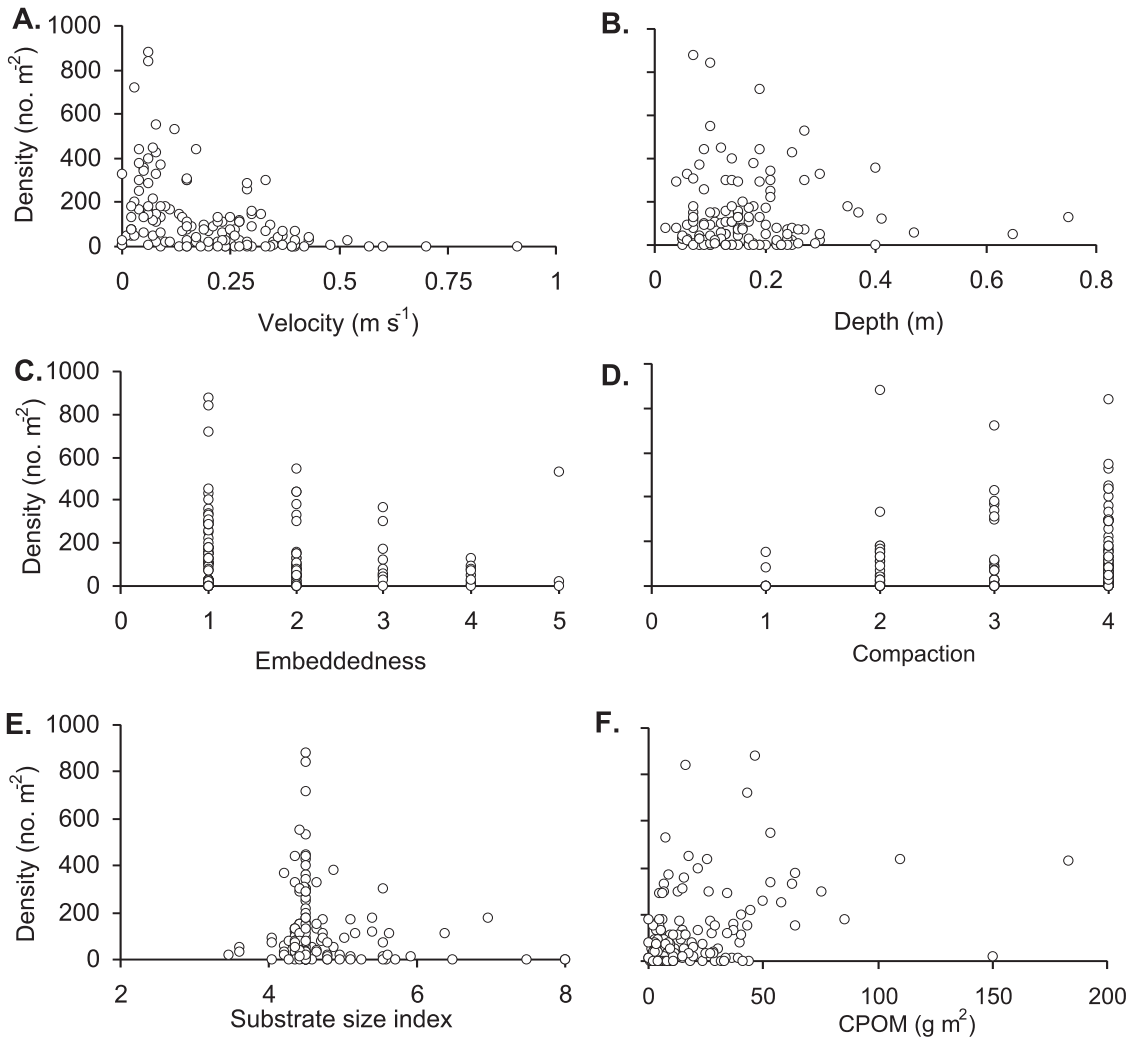 A.
B.
1000
800
600
400
200
0
Density (no. m-2)
0 0.25 0.5 0.75 1
Velocity (m s-1)
0 0.2 0.4 0.6 0.8
Depth (m)
C.
D.
1000
800
600
400
200
0
Density (no. m-2)
0 1 2 3 4 5
Embeddedness
0 1 2 3 4
Compaction
E.
F.
1000
800
600
400
200
0
Density (no. m-2)
2 4 6 8
Substrate size index
0 50 100 150 200
CPOM (g m2)